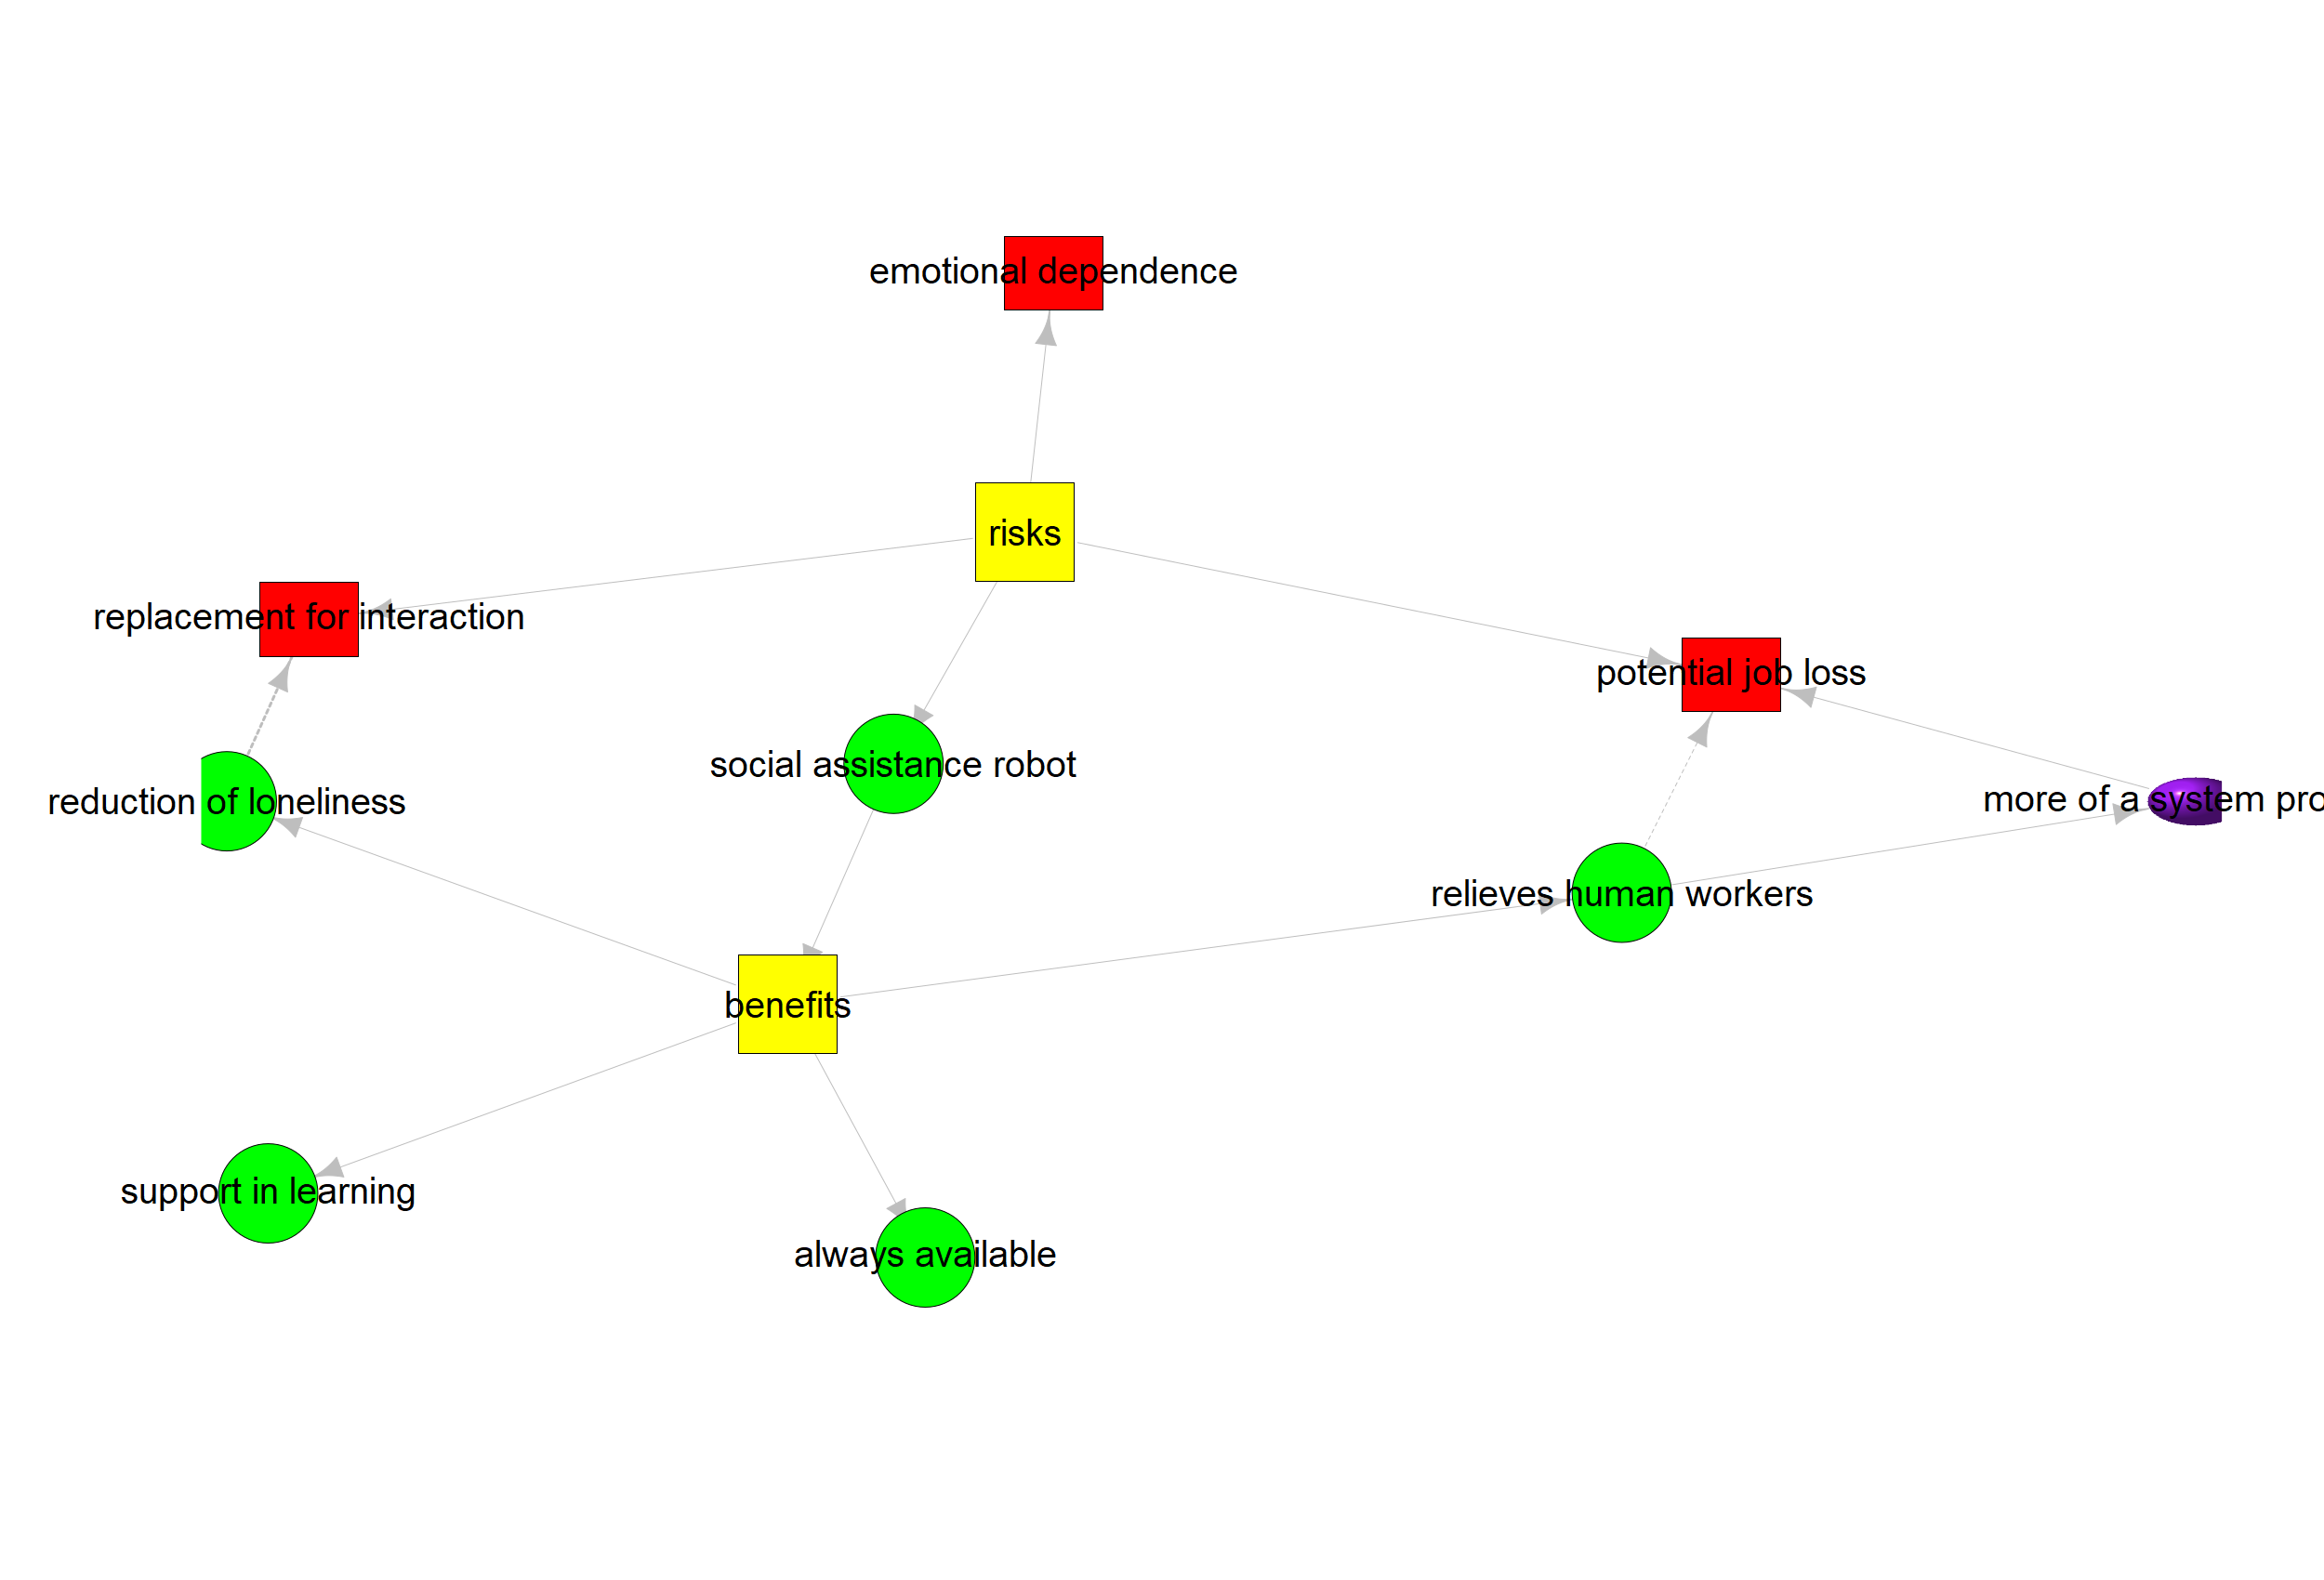 emotional dependence
risks
replacement for interaction
potential job loss
social assistance robot
reduction of loneliness
more of a system
relieves human workers
benefits
support in learning
always available